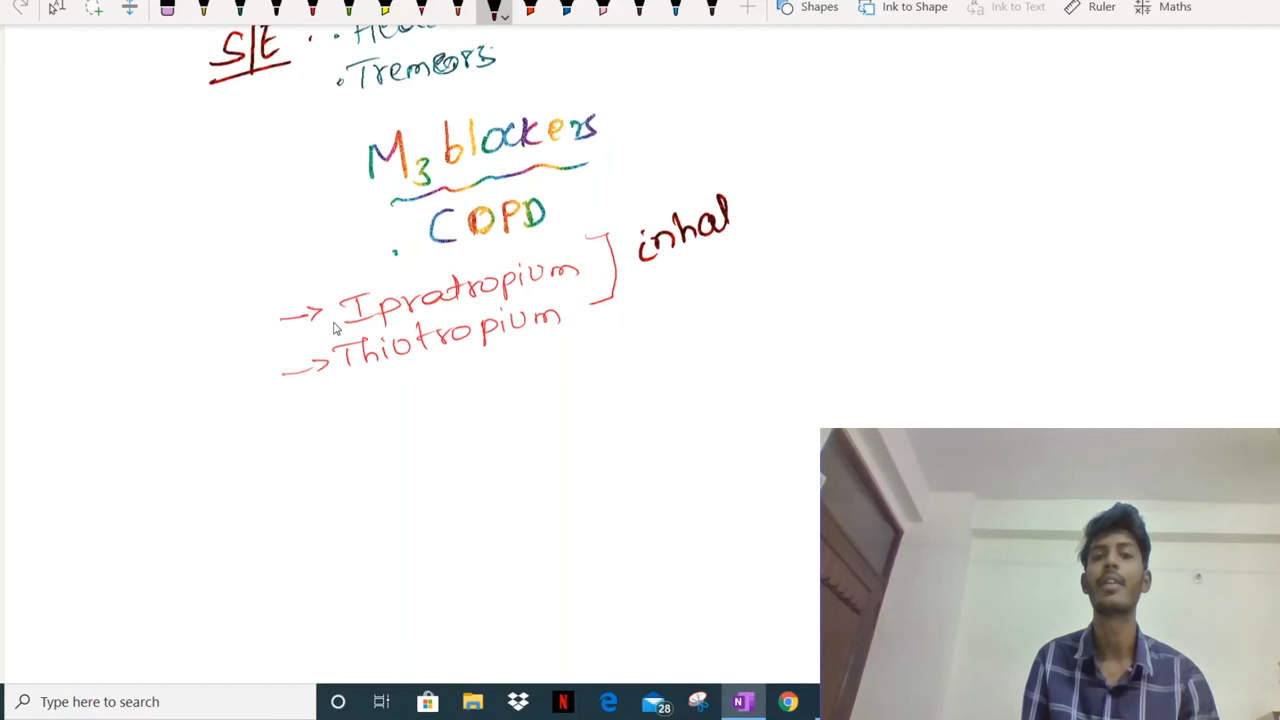 Shapes
Ink to Shape
Ink to Text
Ruler
Maths
S/E
. Tremors
M3 blockers
. COPD
→ Ipratropium
inhal
→ Thiotropium
Type here to search
28